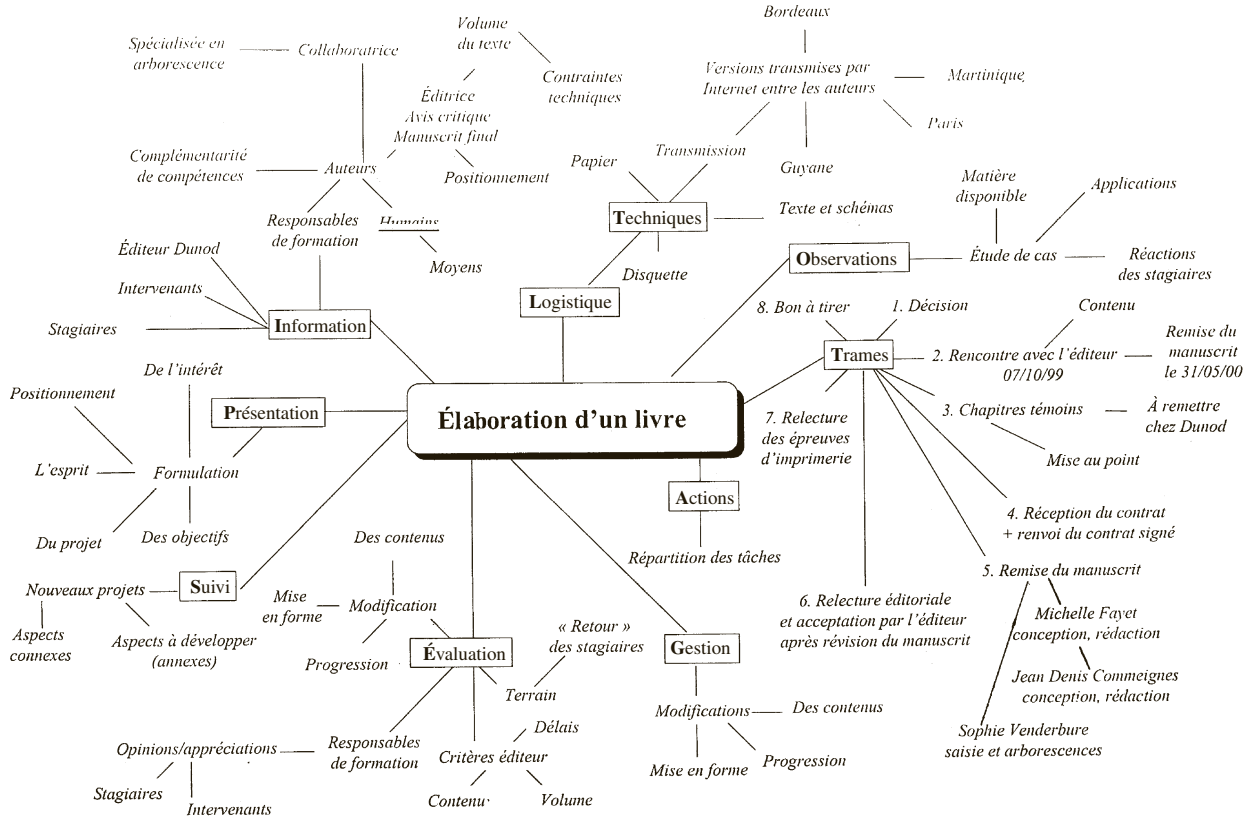 Bordeaux
Volume
du texte
Spécialisée en
arborescence
Collaboratrice
Versions transmises par
Internet entre les auteurs
Martinique
Contraintes
techniques
Éditrice
Avis critique
Manuscrit final
Paris
Transmission
Papier
Guyane
Complémentarité
de compétences
Auteurs
Positionnement
Matière
disponible
Applications
Responsables
de formation
Humains
Techniques
Texte et schémas
Éditeur Dunod
Moyens
Disquette
Observations
Étude de cas
Réactions
des stagiaires
Intervenants
Logistique
8. Bon à tirer
1. Décision
Contenu
Stagiaires
Information
Trames
2. Rencontre avec l'éditeur
07/10/99
Remise du
manuscrit
le 31/05/00
De l'intérêt
Positionnement
Présentation
Élaboration d'un livre
7. Relecture
des épreuves
d'imprimerie
3. Chapitres témoins
À remettre
chez Dunod
Mise au point
L'esprit
Formulation
Actions
4. Réception du contrat
+ renvoi du contrat signé
Du projet
Des objectifs
Des contenus
Répartition des tâches
5. Remise du manuscrit
Nouveaux projets
Suivi
Mise
en forme
Modification
6. Relecture éditoriale
et acceptation par l'éditeur
après révision du manuscrit
Michelle Fayet
conception, rédaction
Aspects
connexes
Aspects à développer
(annexes)
« Retour »
des stagiaires
Progression
Évaluation
Gestion
Jean Denis Commeignes
conception, rédaction
Terrain
Modifications
Des contenus
Délais
Sophie Venderbure
saisie et arborescences
Opinions/appréciations
Responsables
de formation
Critères éditeur
Mise en forme
Progression
Stagiaires
Intervenants
Contenu
Volume